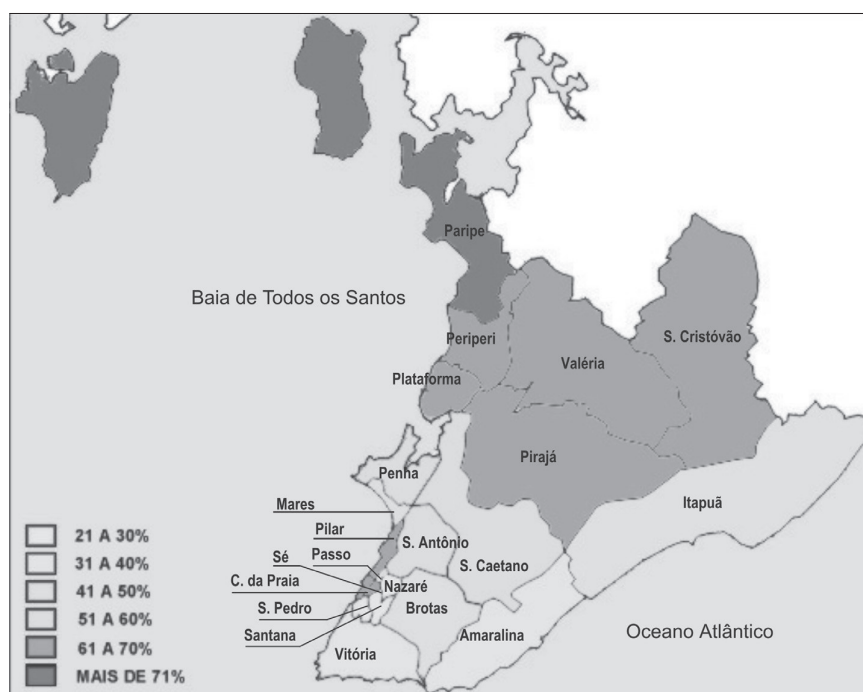 Paripe
Baia de Todos os Santos
S. Cristóvão
Periperi
Valéria
Plataforma
Pirajá
Penha
Itapuã
Mares
Pilar
S. Antônio
Passo
Sé
S. Caetano
C. da Praia
Nazaré
S. Pedro
Brotas
Santana
Amaralina
Oceano Atlântico
Vitória
21 A 30%
31 A 40%
41 A 50%
51 A 60%
61 A 70%
MAIS DE 71%